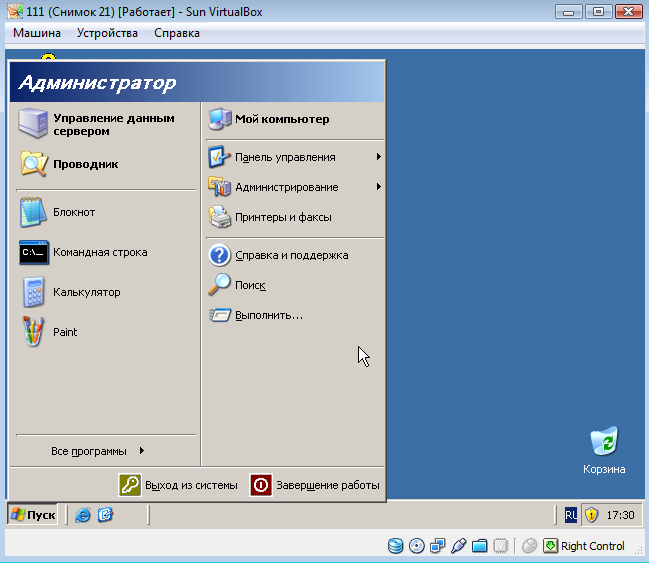 111 (Снимок 21) [Работает] - Sun VirtualBox
Машина Устройства Справка
Администратор
Управление данным
сервером
Проводник
Блокнот
Командная строка
C:\
Калькулятор
Paint
Все программы
Мой компьютер
Панель управления
Администрирование
Принтеры и факсы
Справка и поддержка
Поиск
Выполнить...
Выход из системы
Завершение работы
Корзина
Пуск
RL
17:30
Right Control